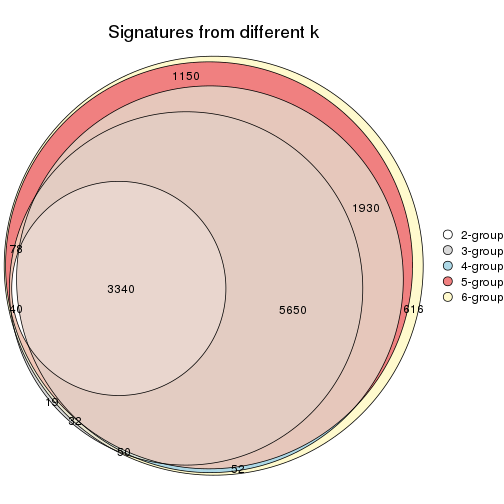 Signatures from different k
1150
1930
78
3340
40
5650
616
19
32
50
52
2-group
3-group
4-group
5-group
6-group